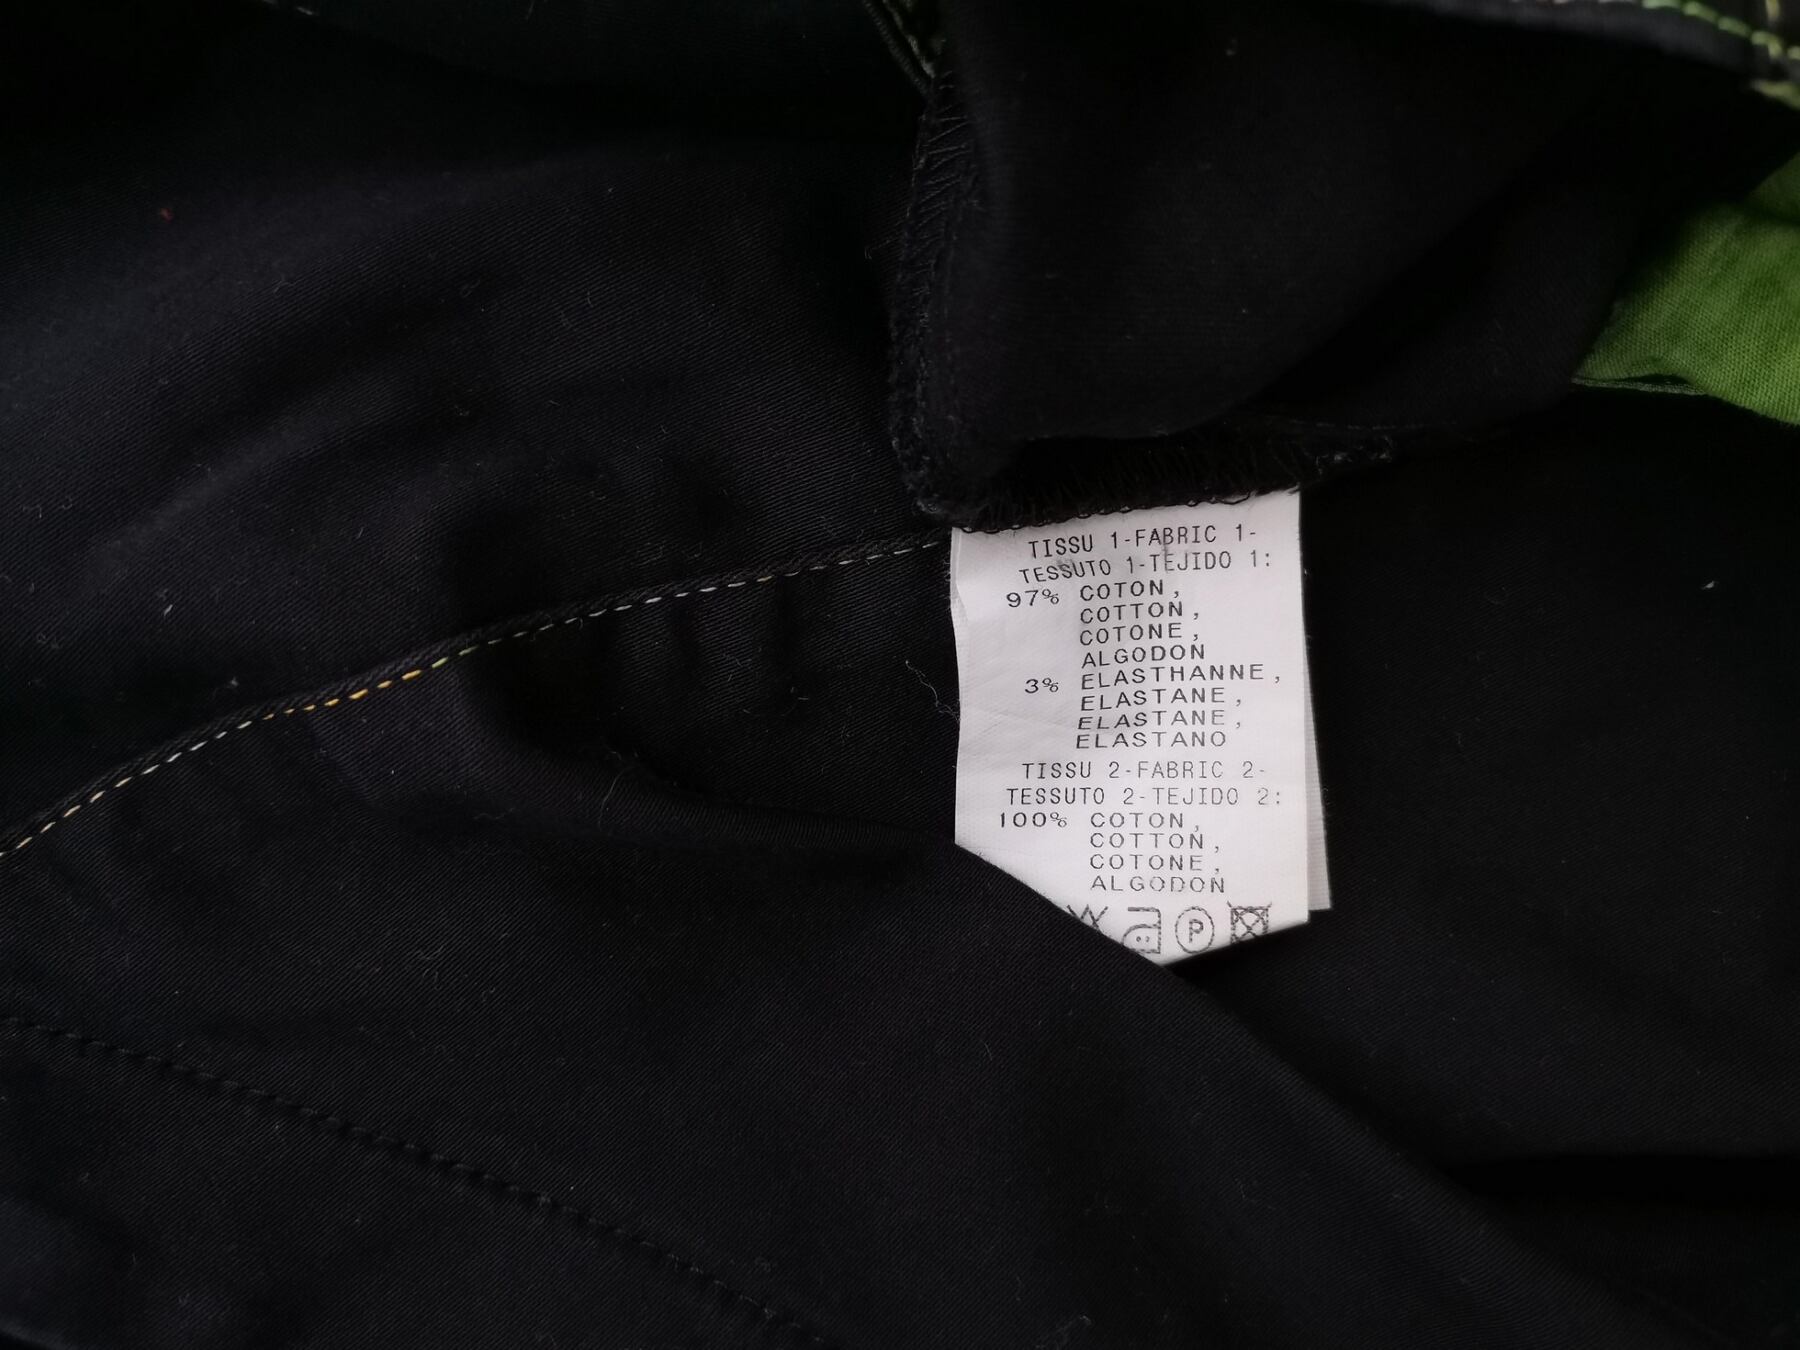 TISSU 1-FABRIC 1-
TESSUTO 1-TEJIDO 1:
97% COTON,
COTTON,
COTONE,
ALGODON
3% ELASTHANNE,
ELASTANE,
ELASTANE,
ELASTANO
TISSU 2-FABRIC 2-
TESSUTO 2-TEJIDO 2:
100% COTON,
COTTON,
COTONE,
ALGODON
P